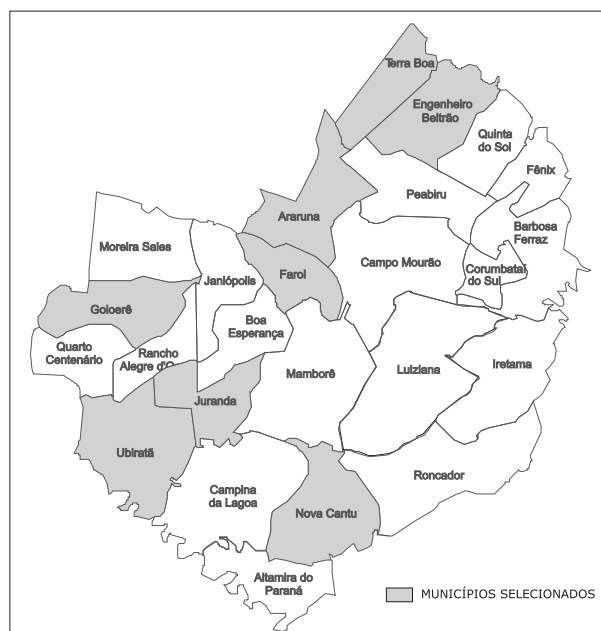 Terra Boa
Engenheiro
Beltrão
Quinta
do Sol
Fênix
Peabiru
Araruna
Barbosa
Ferraz
Moreira Sales
Campo Mourão
Farol
Janiópolis
Corumbataí
do Sul
Goioerê
Boa
Esperança
Quarto
Centenário
Rancho
Alegre d'O
Mamborê
Luiziana
Iretama
Juranda
Ubiratã
Roncador
Campina
da Lagoa
Nova Cantu
Altamira do
Paraná
MUNICÍPIOS SELECIONADOS